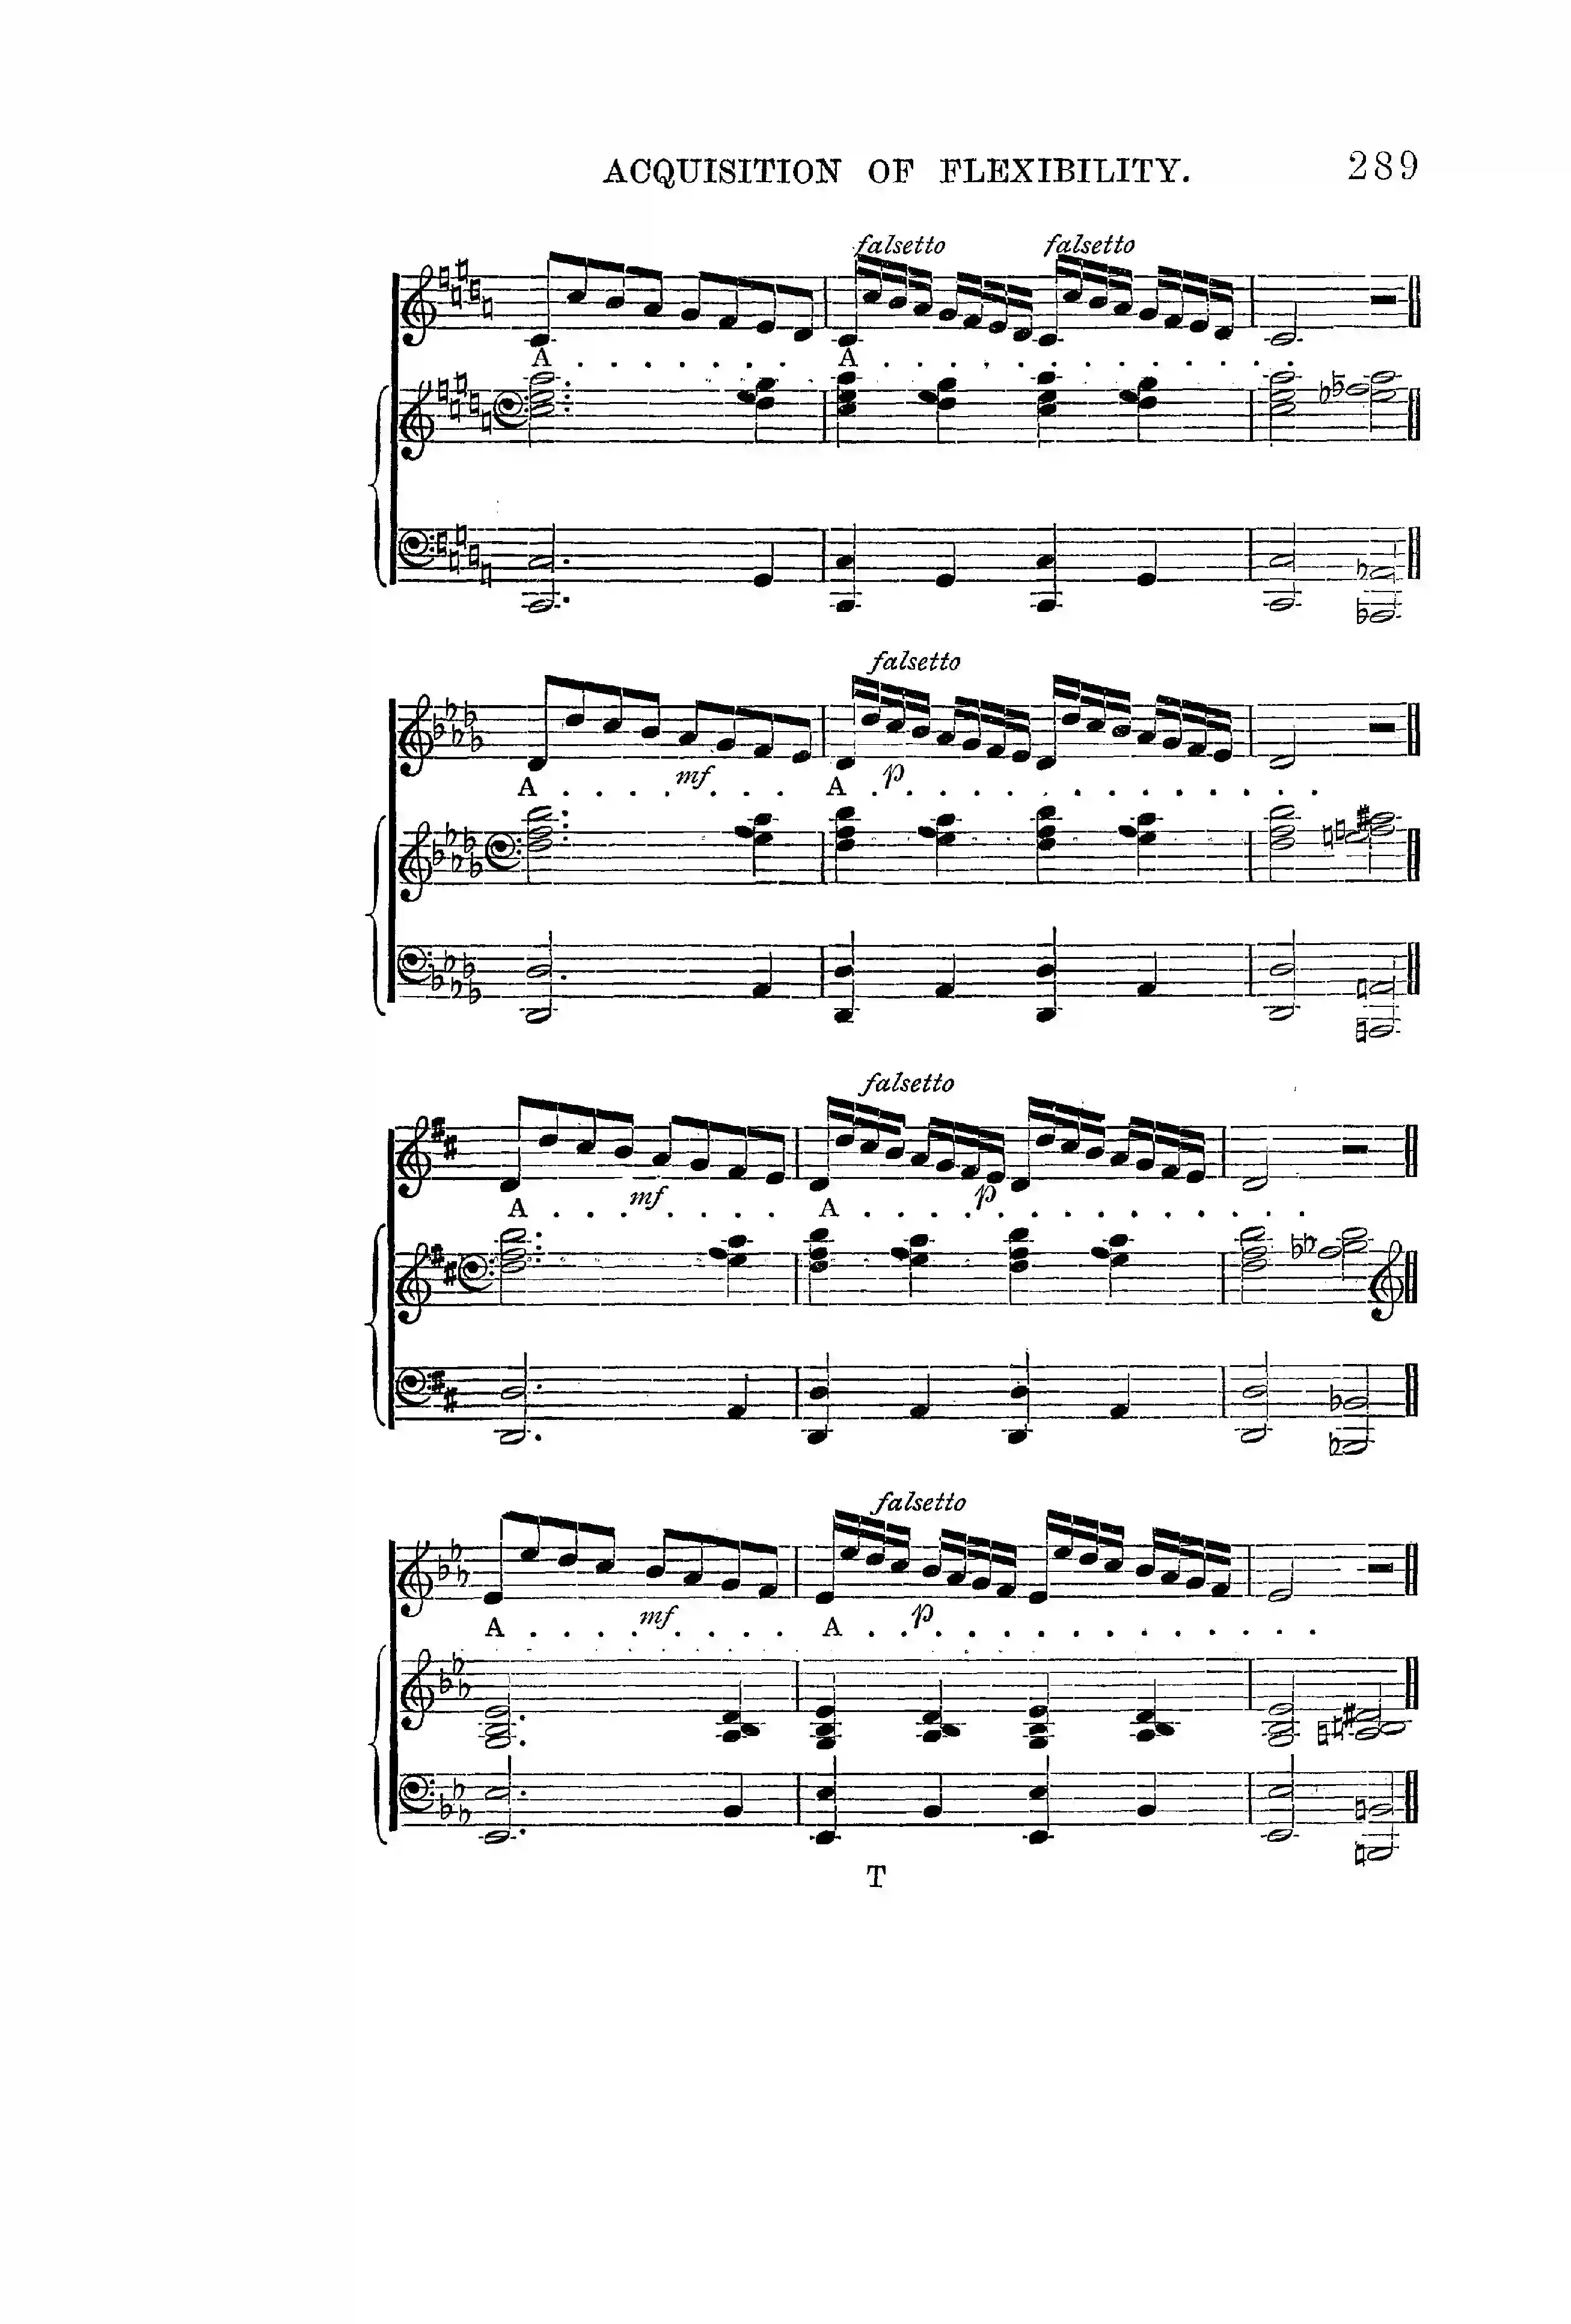 ACQUISITION OF FLEXIBILITY. 289
falsetto falsetto
A . . . . . . . A . . . . . . . . . . . . .
falsetto
mf p
A . . . . . . . A . . . . . . . . . . . . . .
falsetto
mf p
A . . . . . . . A . . . . . . . . . . . . . .
falsetto
mf p
A . . . . . . . . A . . . . . . . . . . . . . .
T